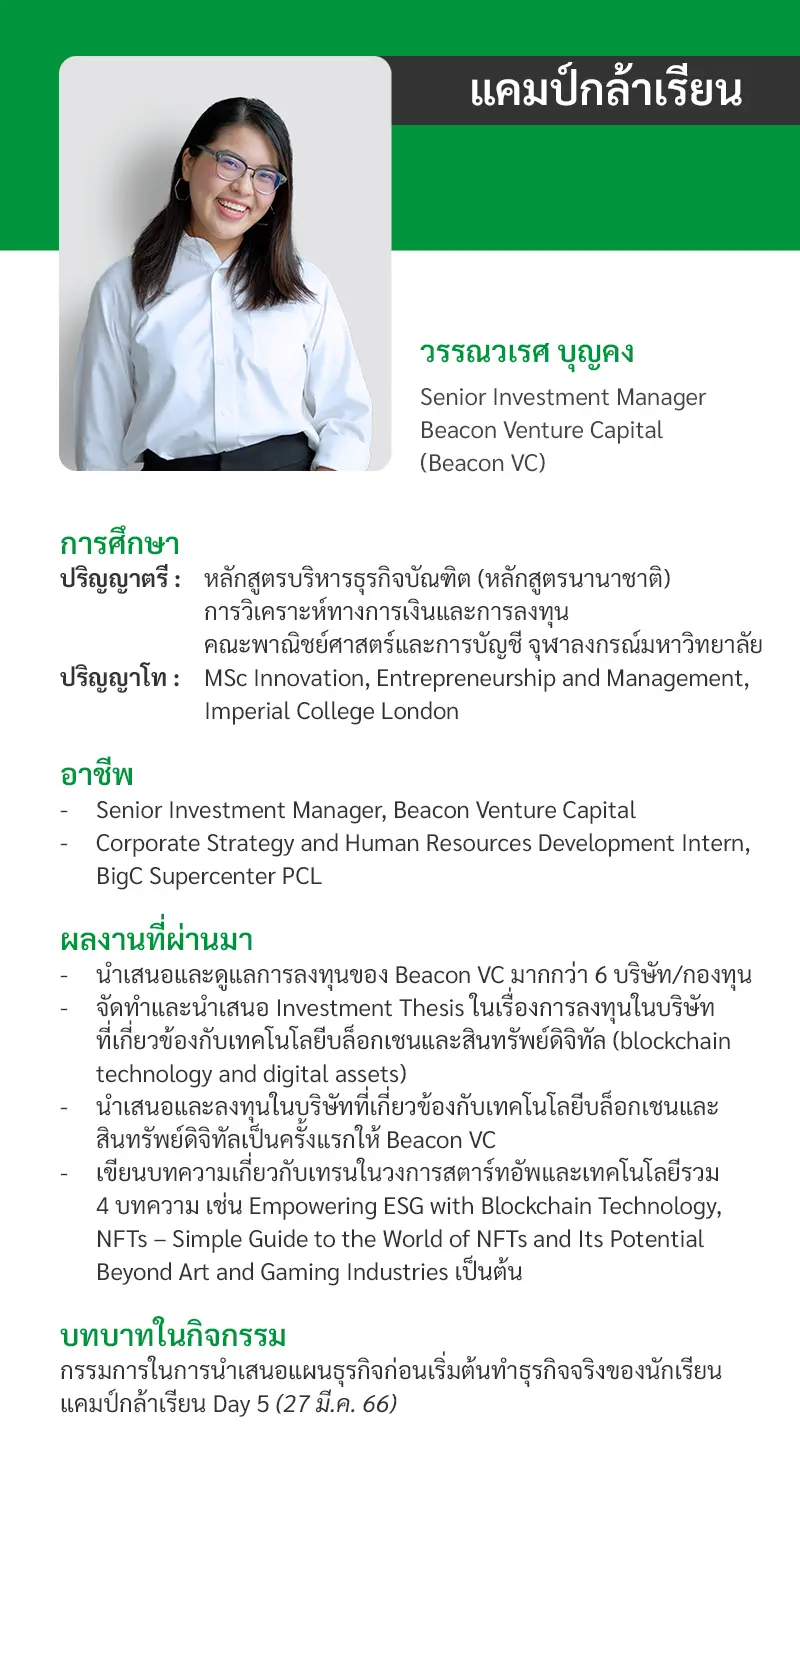 แคมป์กล้าเรียน
วรรณวเรศ บุญคง
Senior Investment Manager
Beacon Venture Capital
(Beacon VC)
การศึกษา
ปริญญาตรี : หลักสูตรบริหารธุรกิจบัณฑิต (หลักสูตรนานาชาติ)
การวิเคราะห์ทางการเงินและการลงทุน
คณะพาณิชย์ศาสตร์และการบัญชี จุฬาลงกรณ์มหาวิทยาลัย
ปริญญาโท : MSc Innovation, Entrepreneurship and Management,
Imperial College London
อาชีพ
- Senior Investment Manager, Beacon Venture Capital
- Corporate Strategy and Human Resources Development Intern,
BigC Supercenter PCL
ผลงานที่ผ่านมา
- นำเสนอและดูแลการลงทุนของ Beacon VC มากกว่า 6 บริษัท/กองทุน
- จัดทำและนำเสนอ Investment Thesis ในเรื่องการลงทุนในบริษัท
ที่เกี่ยวข้องกับเทคโนโลยีบล็อกเชนและสินทรัพย์ดิจิทัล (blockchain
technology and digital assets)
- นำเสนอและลงทุนในบริษัทที่เกี่ยวข้องกับเทคโนโลยีบล็อกเชนและ
สินทรัพย์ดิจิทัลเป็นครั้งแรกให้ Beacon VC
- เขียนบทความเกี่ยวกับเทรนในวงการสตาร์ทอัพและเทคโนโลยีรวม
4 บทความ เช่น Empowering ESG with Blockchain Technology,
NFTs – Simple Guide to the World of NFTs and Its Potential
Beyond Art and Gaming Industries เป็นต้น
บทบาทในกิจกรรม
กรรมการในการนำเสนอแผนธุรกิจก่อนเริ่มต้นทำธุรกิจจริงของนักเรียน
แคมป์กล้าเรียน Day 5 (27 มี.ค. 66)